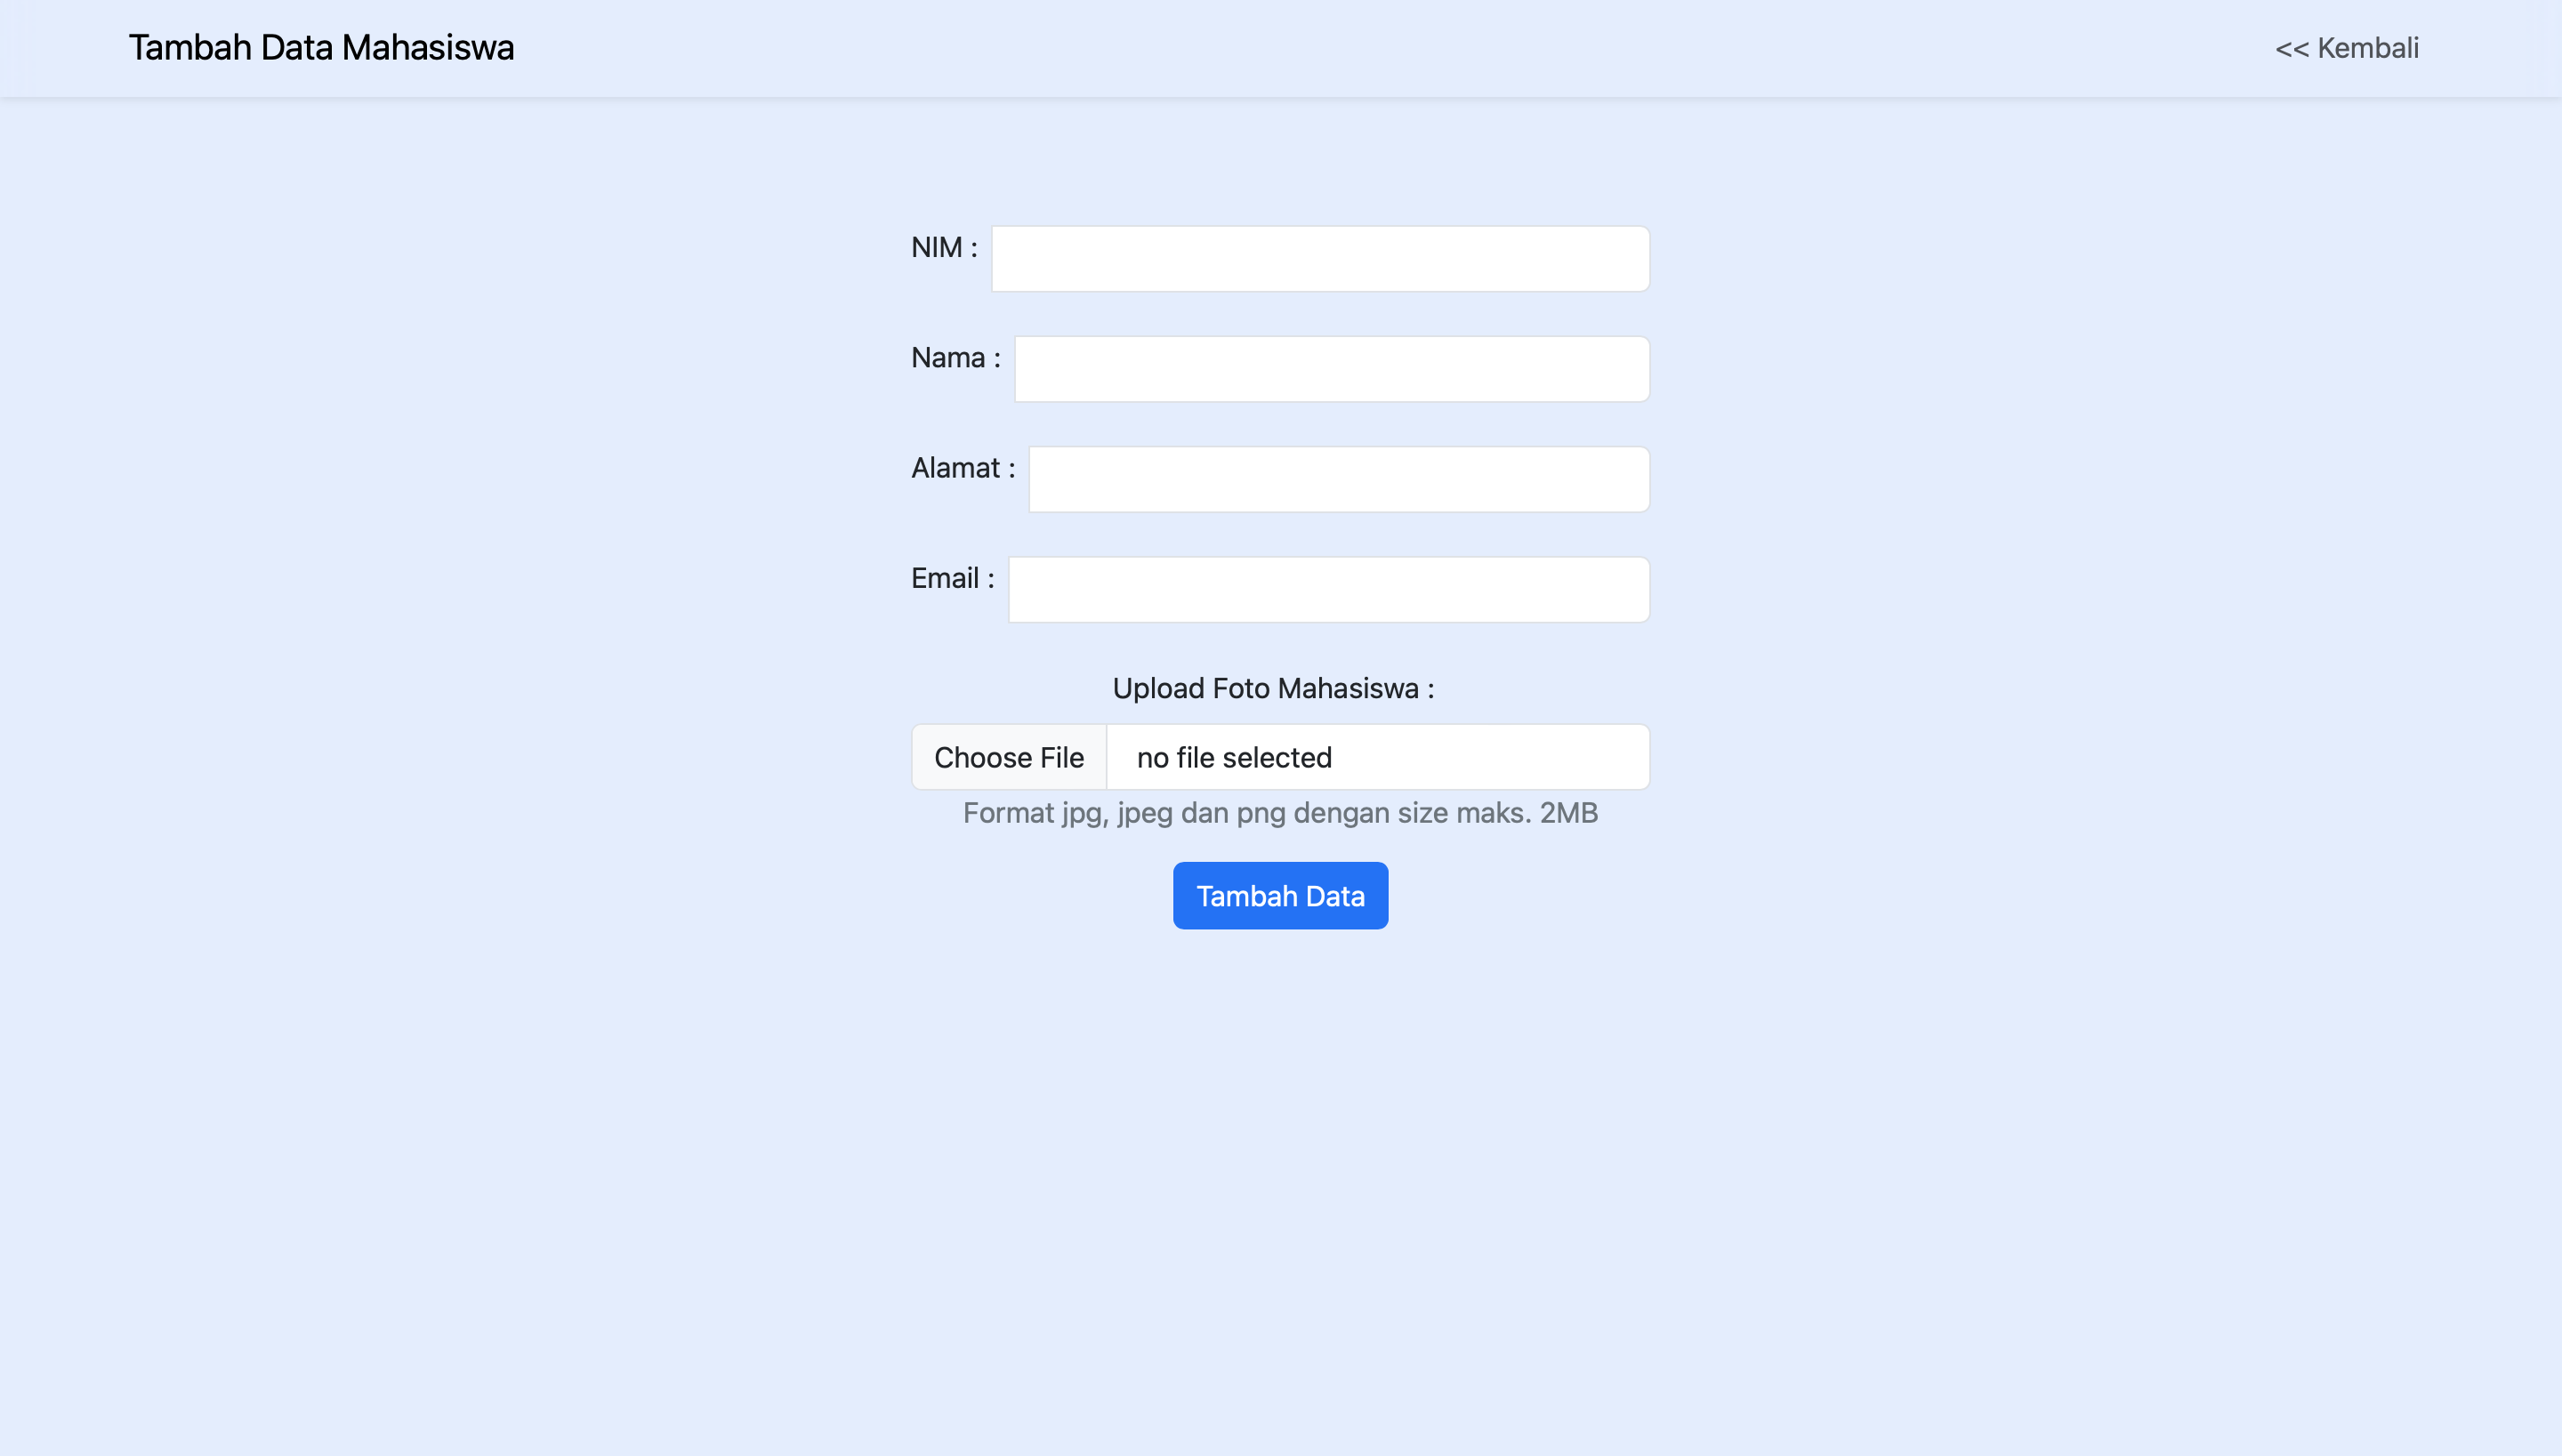 Tambah Data Mahasiswa
<< Kembali
NIM :
Nama :
Alamat :
Email :
Upload Foto Mahasiswa :
Choose File no file selected
Format jpg, jpeg dan png dengan size maks. 2MB
Tambah Data